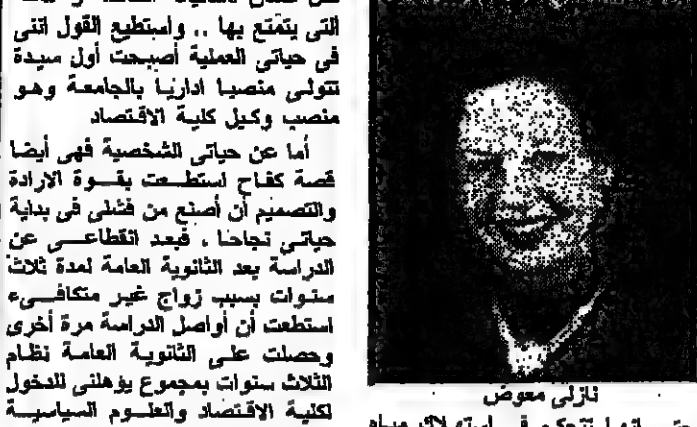 التى يتمتع بها .. واستطيع القول اننى
فى حياتى العملية أصبحت أول سيدة
تتولى منصبا اداريا بالجامعة وهو
منصب وكيل كلية الاقتصاد
أما عن حياتى الشخصية فهى أيضا
قصة كفاح استطعت بقوة الارادة
والتصميم أن أصنع من فشلى فى بداية
حياتى نجاحا . فبعد انقطاعى عن
الدراسة بعد الثانوية العامة لمدة ثلاث
سنوات بسبب زواج غير متكافىء
استطعت أن أواصل الدراسة مرة أخرى
وحصلت على الثانوية العامة نظام
الثلاث سنوات بمجموع يؤهلنى للدخول
لكلية الاقتصاد والعلوم السياسية
نازلى معوض